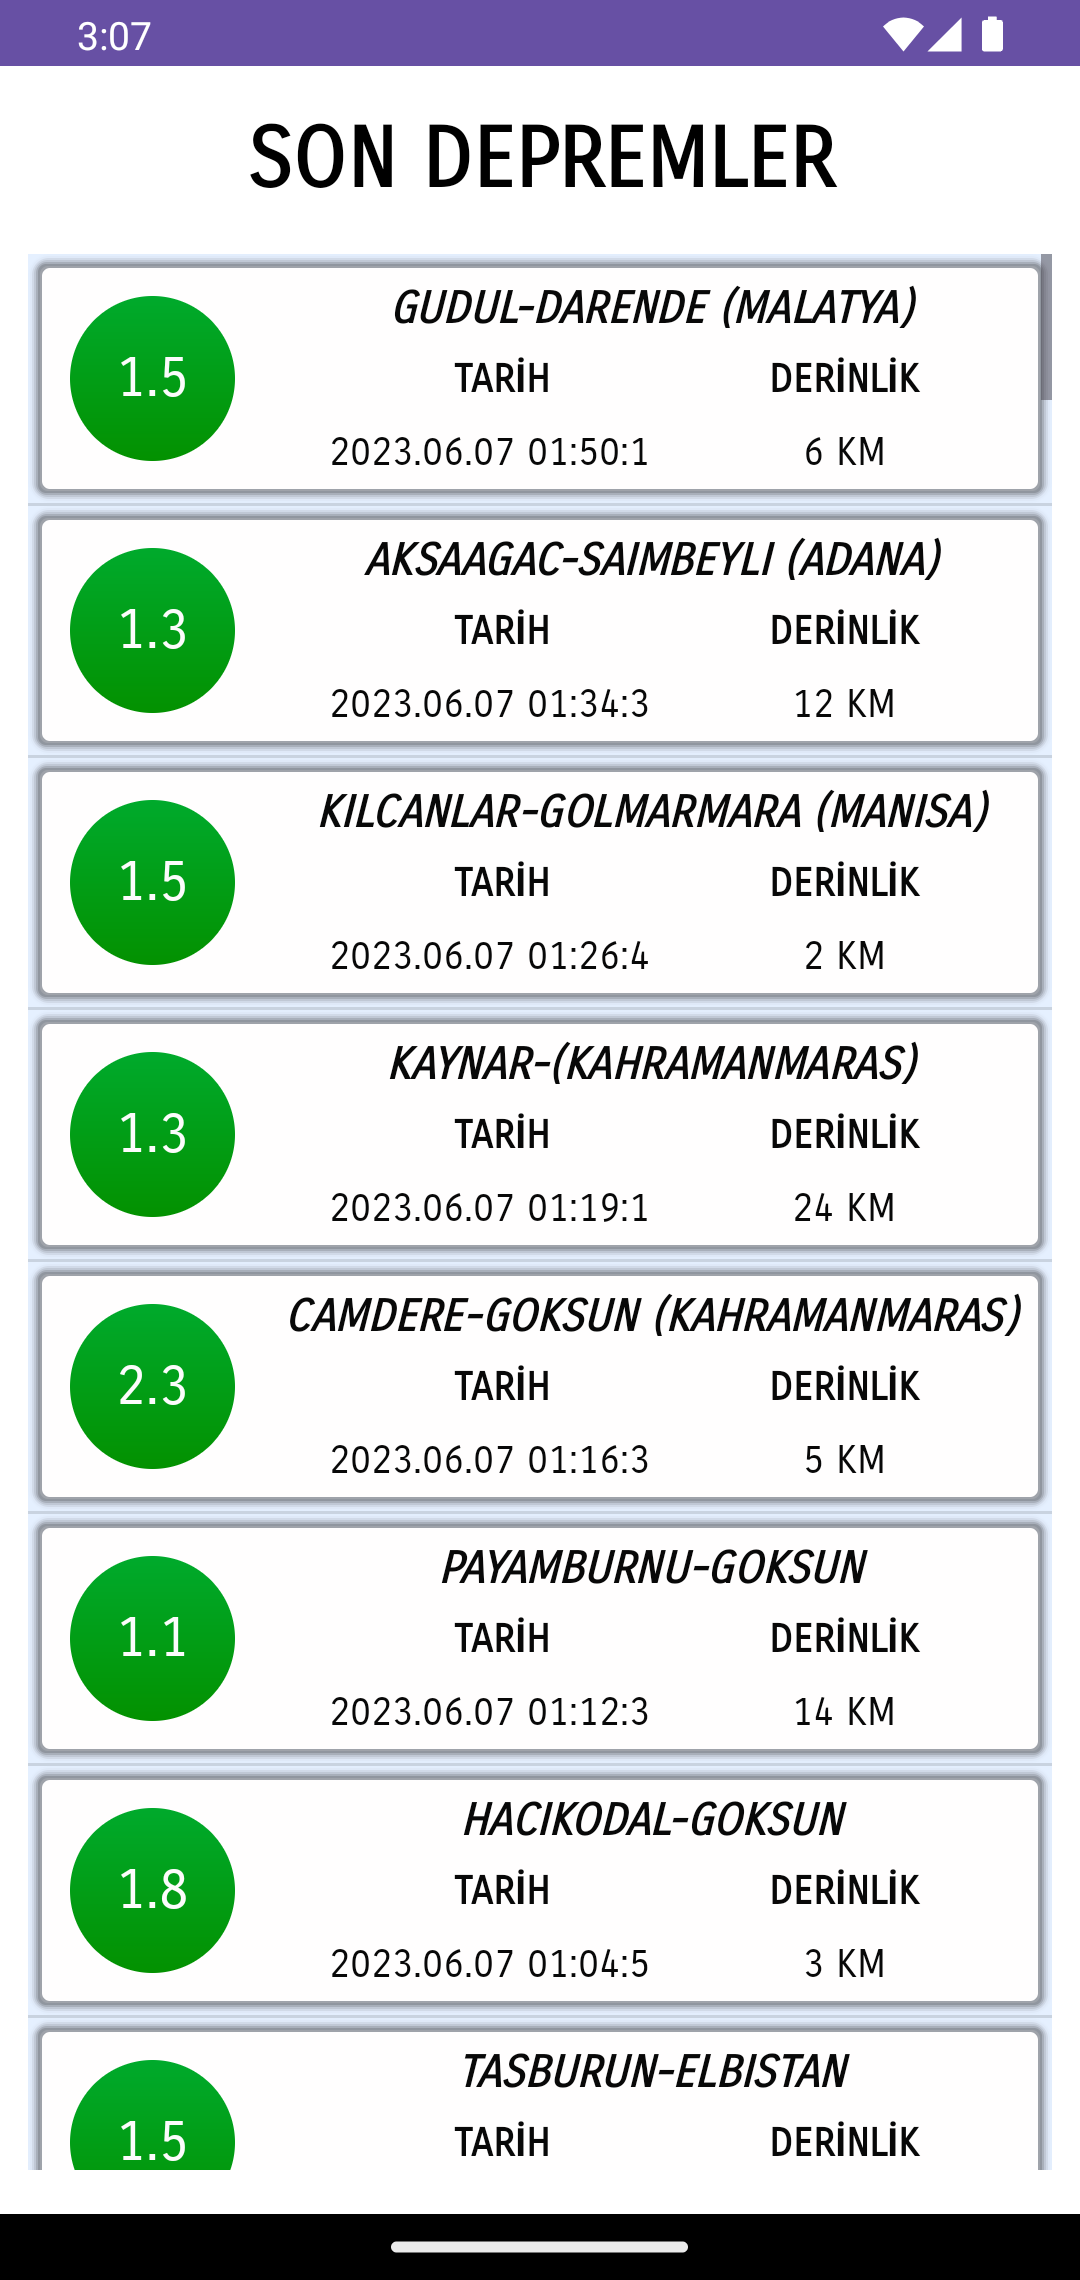 3:07
SON DEPREMLER
GUDUL-DARENDE (MALATYA)
1.5
TARİH DERİNLİK
2023.06.07 01:50:1 6 KM
AKSAAGAC-SAIMBEYLI (ADANA)
1.3
TARİH DERİNLİK
2023.06.07 01:34:3 12 KM
KILCANLAR-GOLMARMARA (MANISA)
1.5
TARİH DERİNLİK
2023.06.07 01:26:4 2 KM
KAYNAR-(KAHRAMANMARAS)
1.3
TARİH DERİNLİK
2023.06.07 01:19:1 24 KM
CAMDERE-GOKSUN (KAHRAMANMARAS)
2.3
TARİH DERİNLİK
2023.06.07 01:16:3 5 KM
PAYAMBURNU-GOKSUN
1.1
TARİH DERİNLİK
2023.06.07 01:12:3 14 KM
HACIKODAL-GOKSUN
1.8
TARİH DERİNLİK
2023.06.07 01:04:5 3 KM
TASBURUN-ELBISTAN
1.5
TARİH DERİNLİK